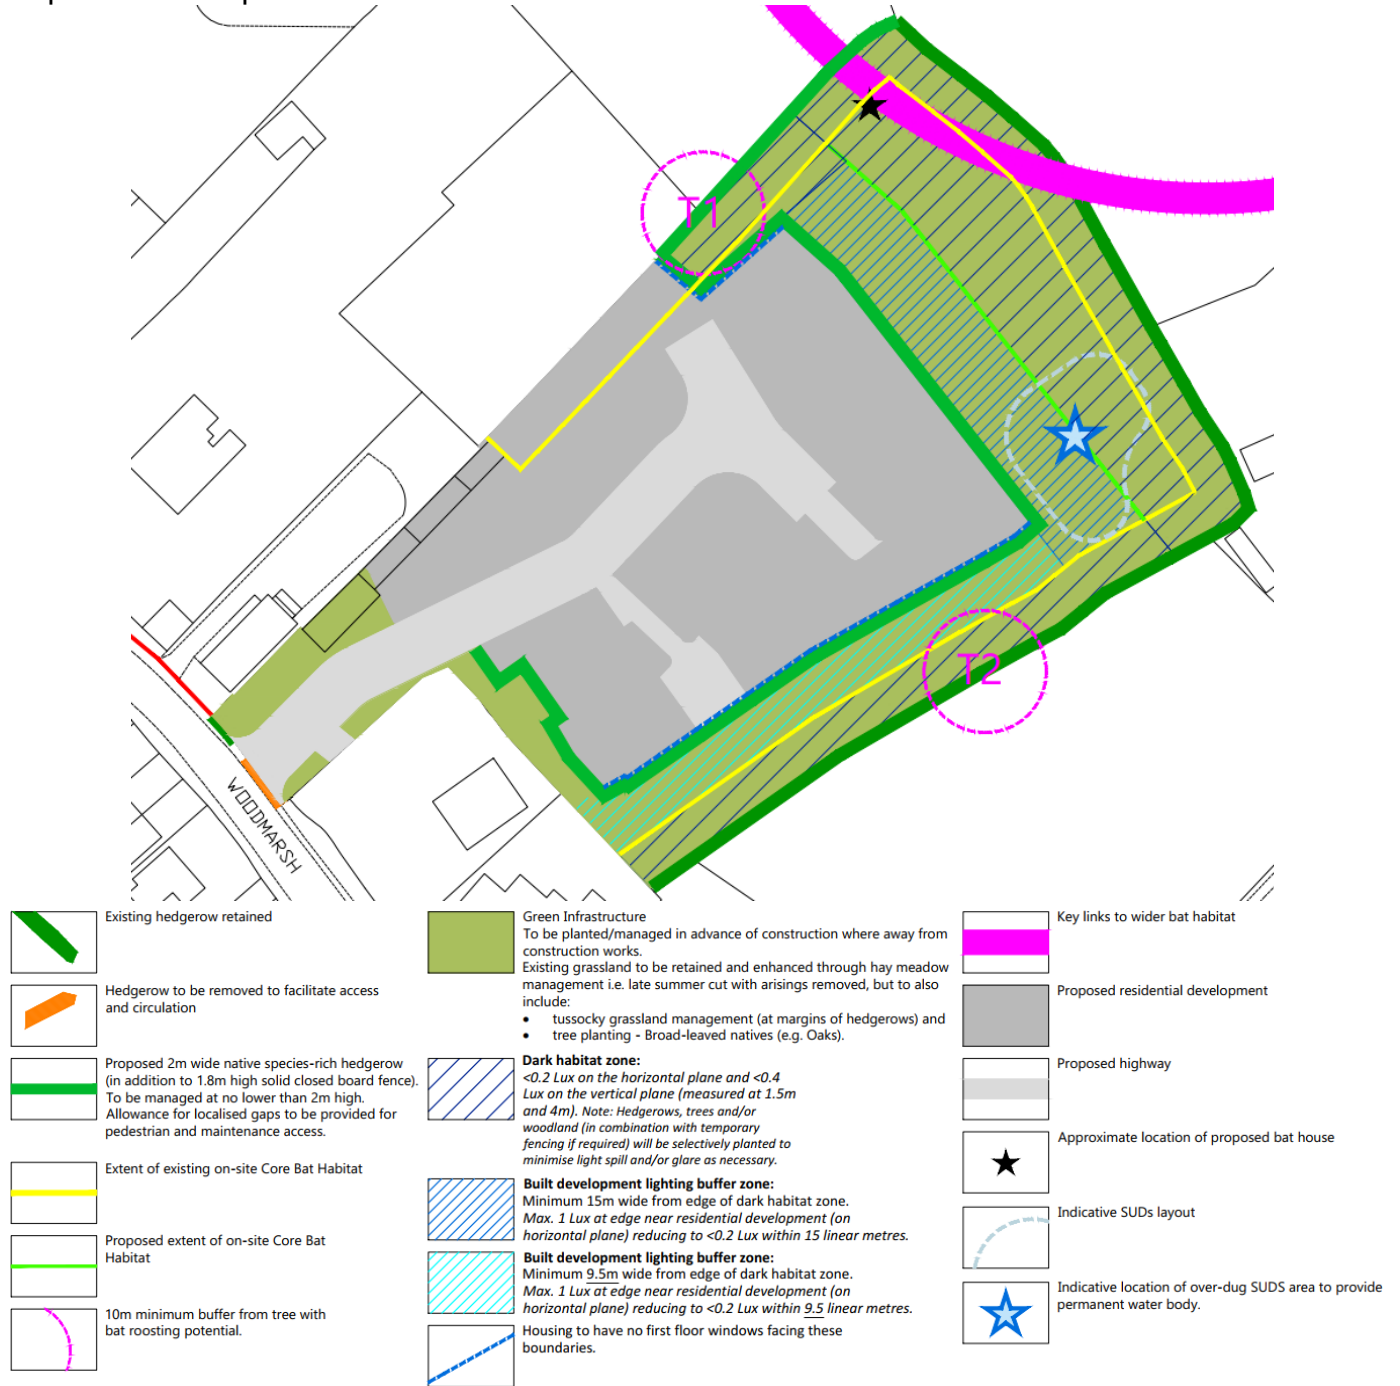 T1
T2
WOODMARSH
Existing hedgerow retained
Hedgerow to be removed to facilitate access
and circulation
Proposed 2m wide native species-rich hedgerow
(in addition to 1.8m high solid closed board fence).
To be managed at no lower than 2m high.
Allowance for localised gaps to be provided for
pedestrian and maintenance access.
Extent of existing on-site Core Bat Habitat
Proposed extent of on-site Core Bat
Habitat
10m minimum buffer from tree with
bat roosting potential.
Green Infrastructure
To be planted/managed in advance of construction where away from
construction works.
Existing grassland to be retained and enhanced through hay meadow
management i.e. late summer cut with arisings removed, but to also
include:
• tussocky grassland management (at margins of hedgerows) and
• tree planting - Broad-leaved natives (e.g. Oaks).
Dark habitat zone:
<0.2 Lux on the horizontal plane and <0.4
Lux on the vertical plane (measured at 1.5m
and 4m). Note: Hedgerows, trees and/or
woodland (in combination with temporary
fencing if required) will be selectively planted to
minimise light spill and/or glare as necessary.
Built development lighting buffer zone:
Minimum 15m wide from edge of dark habitat zone.
Max. 1 Lux at edge near residential development (on
horizontal plane) reducing to <0.2 Lux within 15 linear metres.
Built development lighting buffer zone:
Minimum 9.5m wide from edge of dark habitat zone.
Max. 1 Lux at edge near residential development (on
horizontal plane) reducing to <0.2 Lux within 9.5 linear metres.
Housing to have no first floor windows facing these
boundaries.
Key links to wider bat habitat
Proposed residential development
Proposed highway
Approximate location of proposed bat house
Indicative SUDs layout
Indicative location of over-dug SUDS area to provide
permanent water body.